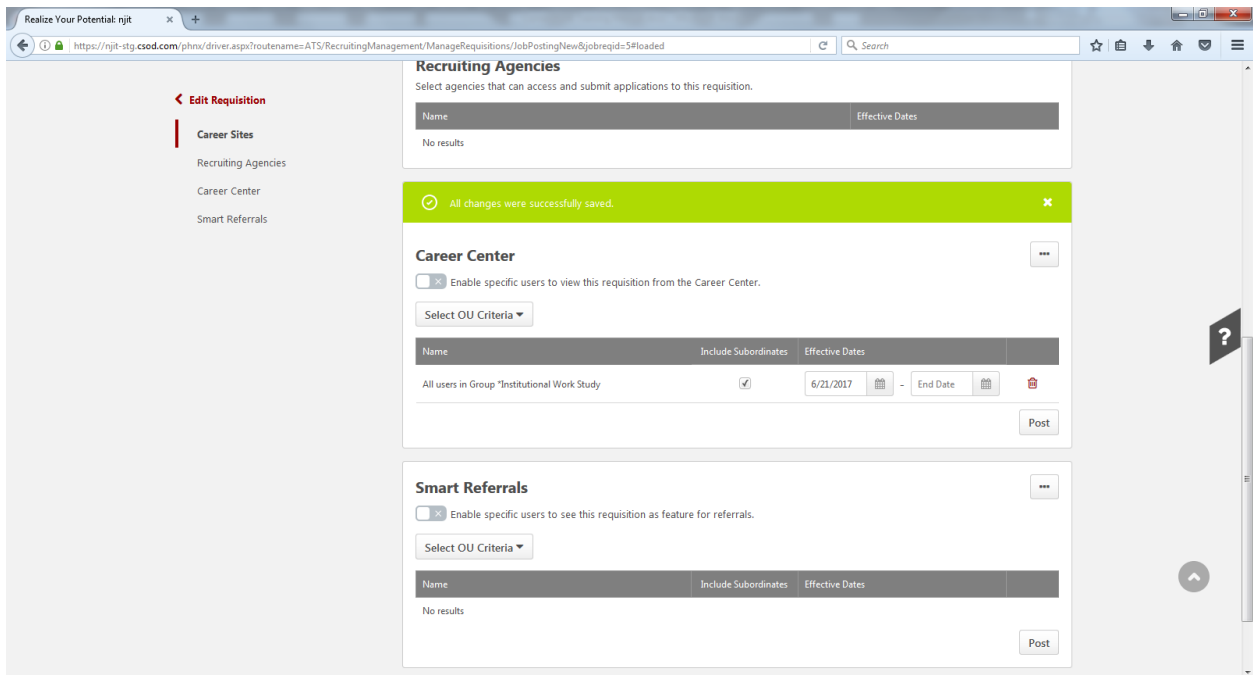 Realize Your Potential: njit
https://njit-stg.csod.com/phnx/driver.aspx?routename=ATS/RecruitingManagement/ManageRequisitions/JobPostingNew&jobreqid=5#loaded
Search
Edit Requisition
Career Sites
Recruiting Agencies
Career Center
Smart Referrals
Recruiting Agencies
Select agencies that can access and submit applications to this requisition.
Name Effective Dates
No results
All changes were successfully saved.
Career Center
Enable specific users to view this requisition from the Career Center.
Select OU Criteria
Name Include Subordinates Effective Dates
All users in Group *Institutional Work Study 6/21/2017 - End Date
Post
Smart Referrals
Enable specific users to see this requisition as feature for referrals.
Select OU Criteria
Name Include Subordinates Effective Dates
No results
Post
?